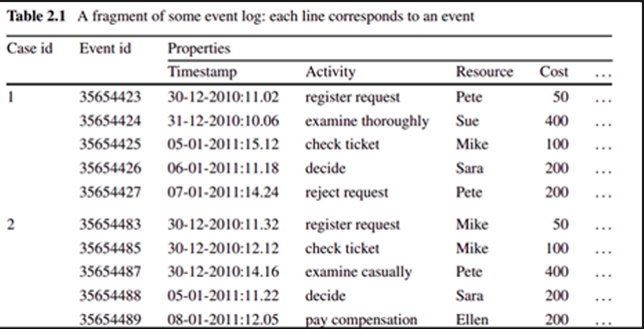 Table 2.1 A fragment of some event log: each line corresponds to an event
Case id Event id Properties
Timestamp Activity Resource Cost ...
1 35654423 30-12-2010:11.02 register request Pete 50 ...
35654424 31-12-2010:10.06 examine thoroughly Sue 400 ...
35654425 05-01-2011:15.12 check ticket Mike 100 ...
35654426 06-01-2011:11.18 decide Sara 200 ...
35654427 07-01-2011:14.24 reject request Pete 200 ...
2 35654483 30-12-2010:11.32 register request Mike 50 ...
35654485 30-12-2010:12.12 check ticket Mike 100 ...
35654487 30-12-2010:14.16 examine casually Pete 400 ...
35654488 05-01-2011:11.22 decide Sara 200 ...
35654489 08-01-2011:12.05 pay compensation Ellen 200 ...